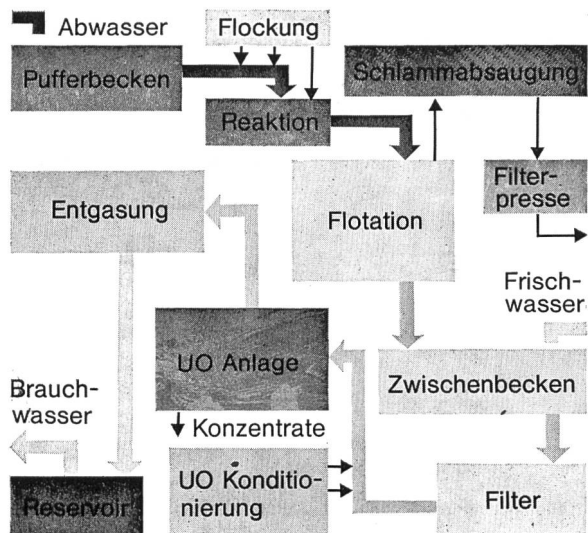 Abwasser
Flockung
Pufferbecken
Schlammabsaugung
Reaktion
Entgasung
Flotation
Filter-
presse
Frisch-
wasser
UO Anlage
Zwischenbecken
Brauch-
wasser
Konzentrate
UO Konditio-
nierung
Filter
Reservoir